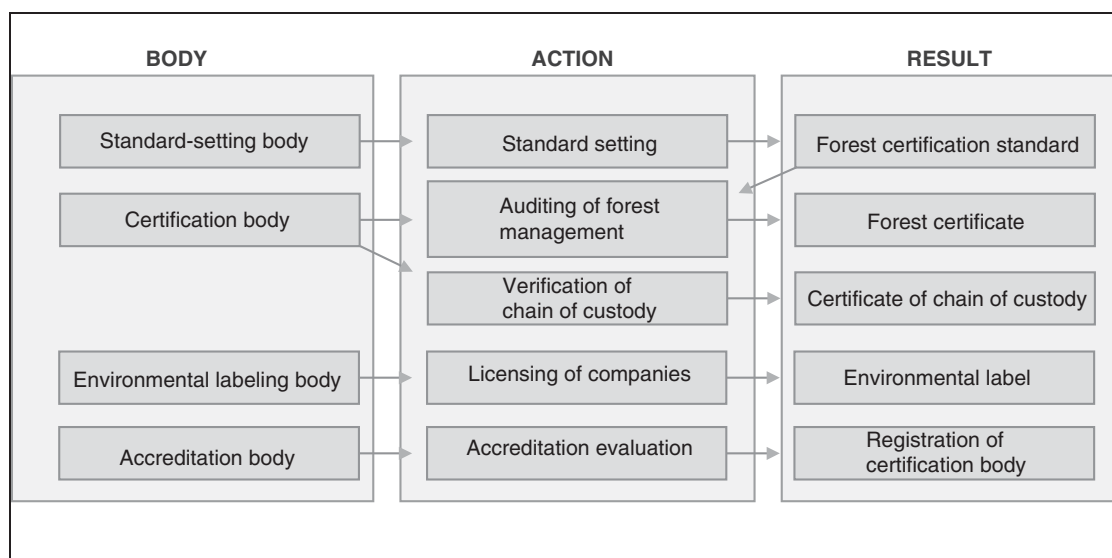 BODY
ACTION
RESULT
Standard-setting body
Standard setting
Forest certification standard
Certification body
Auditing of forest
management
Forest certificate
Verification of
chain of custody
Certificate of chain of custody
Environmental labeling body
Licensing of companies
Environmental label
Accreditation body
Accreditation evaluation
Registration of
certification body